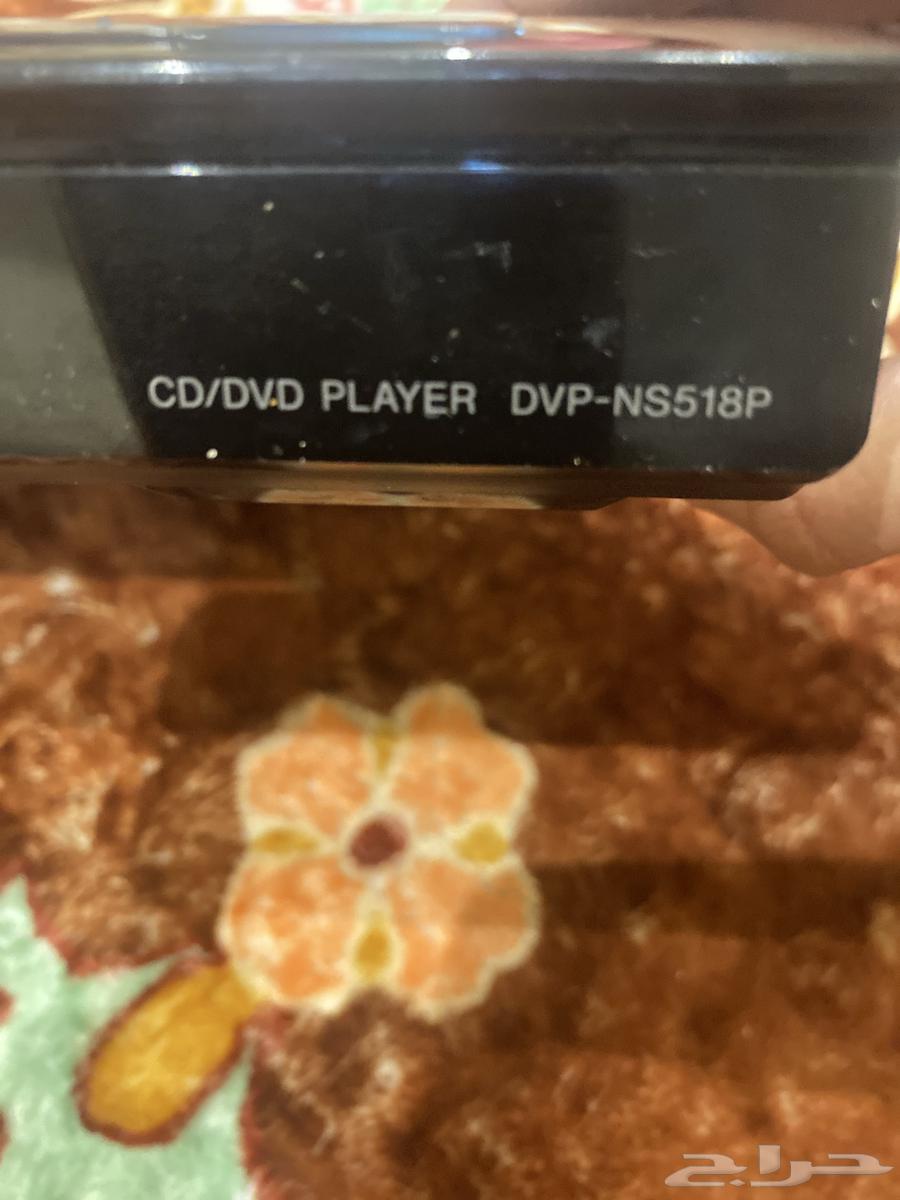 CD/DVD PLAYER DVP-NS518P
حراج